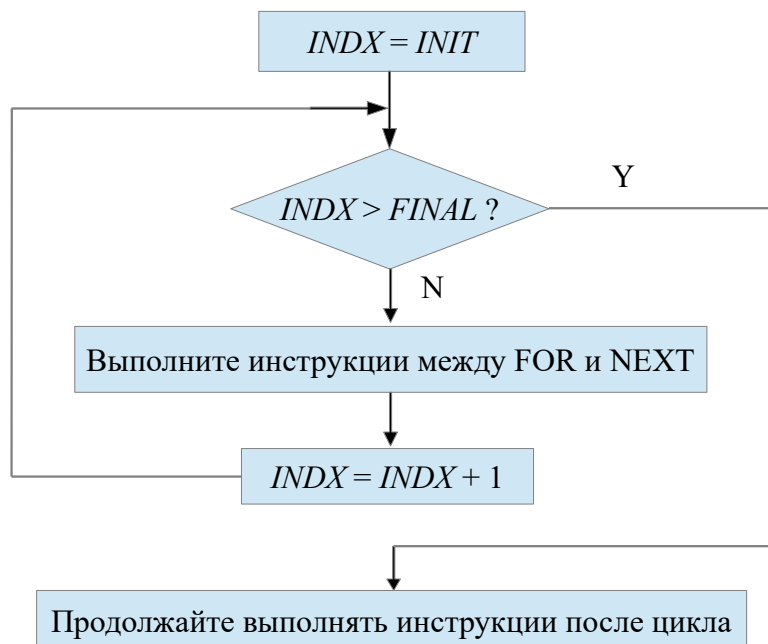 INDX = INIT
INDX > FINAL ?
Y
N
Выполните инструкции между FOR и NEXT
INDX = INDX + 1
Продолжайте выполнять инструкции после цикла